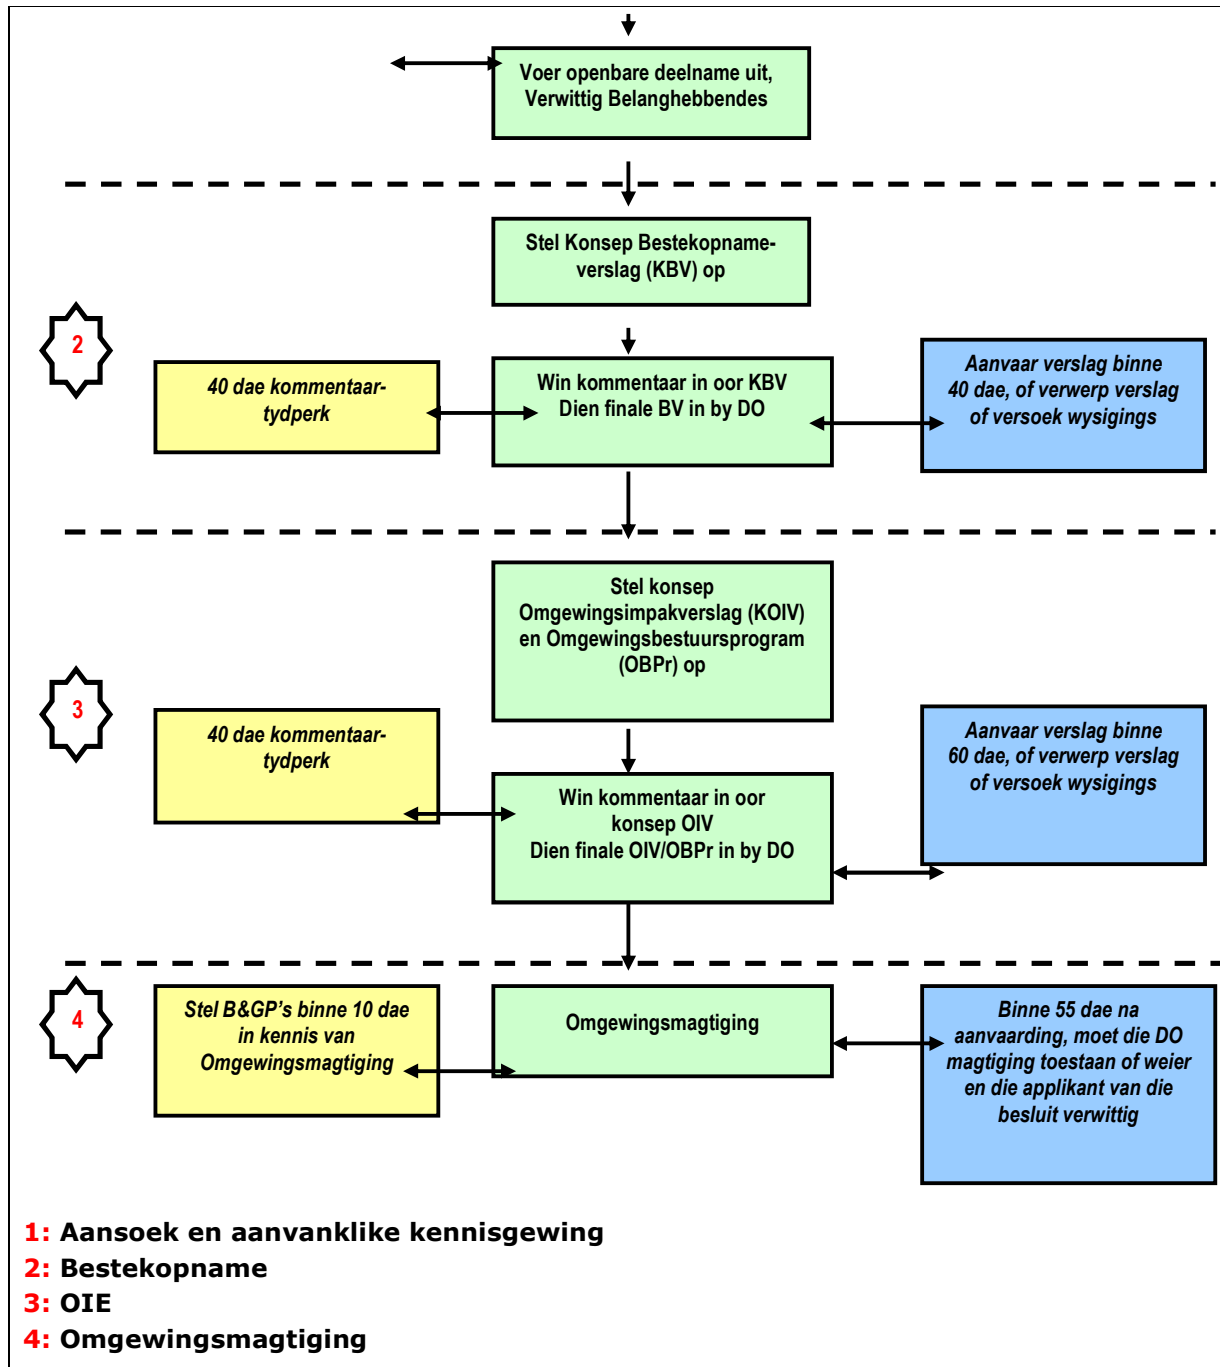 Voer openbare deelname uit,
Verwittig Belanghebbendes
Stel Konsep Bestekopname-
verslag (KBV) op
2
40 dae kommentaar-
tydperk
Win kommentaar in oor KBV
Dien finale BV in by DO
Aanvaar verslag binne
40 dae, of verwerp verslag
of versoek wysigings
Stel konsep
Omgewingsimpakverslag (KOIV)
en Omgewingsbestuursprogram
(OBPr) op
3
40 dae kommentaar-
tydperk
Win kommentaar in oor
konsep OIV
Dien finale OIV/OBPr in by DO
Aanvaar verslag binne
60 dae, of verwerp verslag
of versoek wysigings
4
Stel B&GP’s binne 10 dae
in kennis van
Omgewingsmagtiging
Omgewingsmagtiging
Binne 55 dae na
aanvaarding, moet die DO
magtiging toestaan of weier
en die applikant van die
besluit verwittig
1: Aansoek en aanvanklike kennisgewing
2: Bestekopname
3: OIE
4: Omgewingsmagtiging